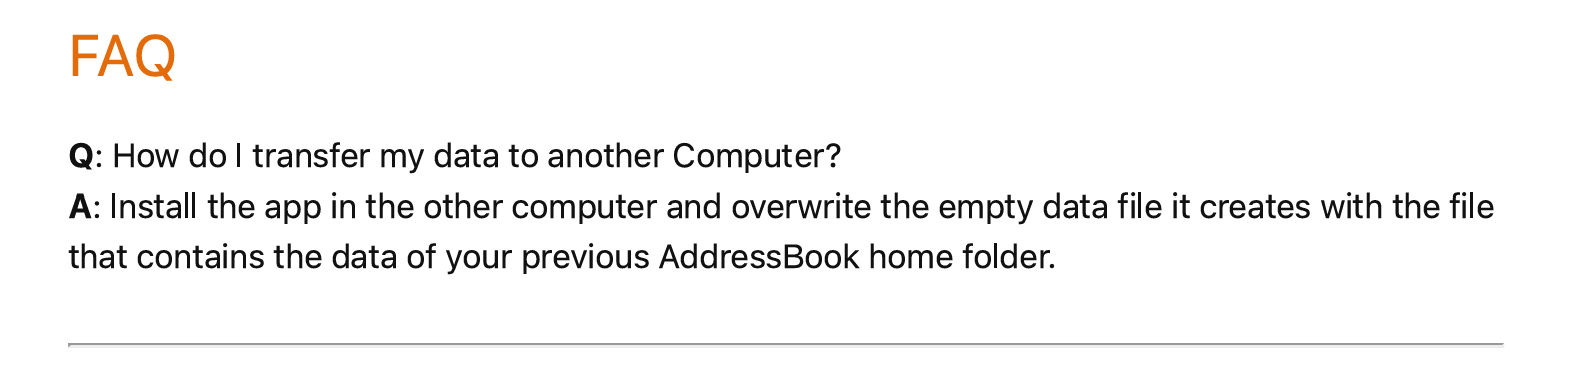 FAQ
Q: How do I transfer my data to another Computer?
A: Install the app in the other computer and overwrite the empty data file it creates with the file
that contains the data of your previous AddressBook home folder.